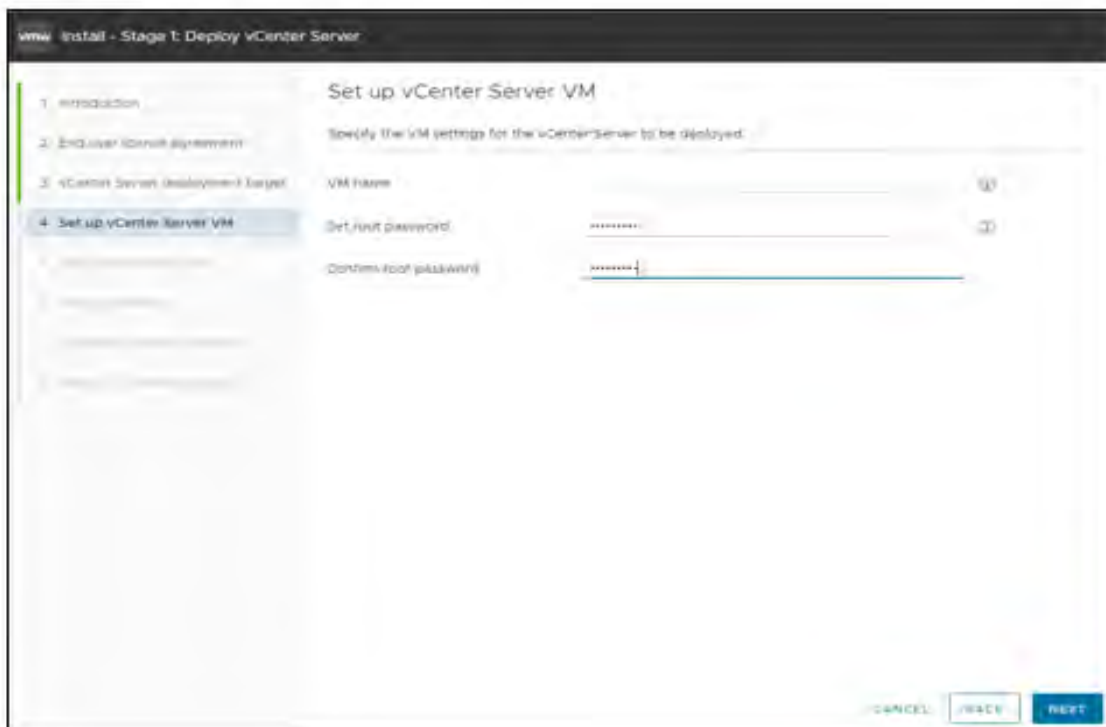 vmw Install - Stage 1: Deploy vCenter Server
1 Introduction
2 End user license agreement
3 vCenter Server deployment target
4 Set up vCenter Server VM
Set up vCenter Server VM
Specify the VM settings for the vCenter Server to be deployed.
VM name
Set root password
Confirm root password
CANCEL
BACK
NEXT